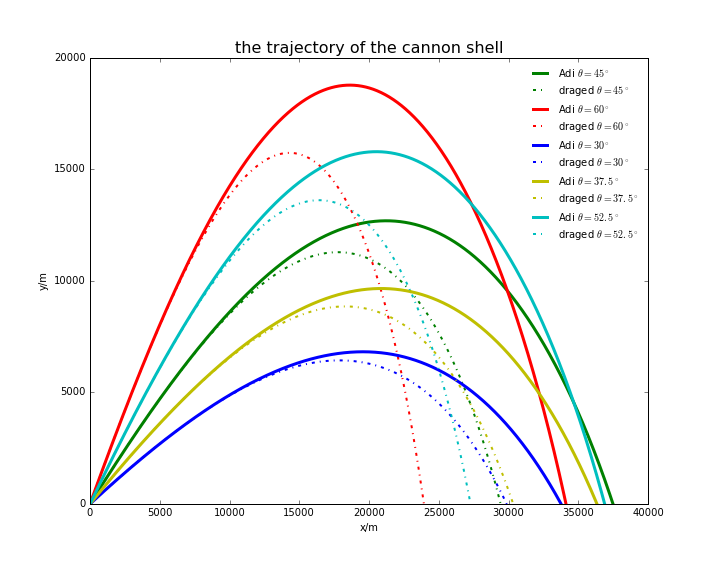 the trajectory of the cannon shell
20000
15000
10000
5000
0
y/m
Adi θ = 45°
draged θ = 45°
Adi θ = 60°
draged θ = 60°
Adi θ = 30°
draged θ = 30°
Adi θ = 37.5°
draged θ = 37.5°
Adi θ = 52.5°
draged θ = 52.5°
0 5000 10000 15000 20000 25000 30000 35000 40000
x/m